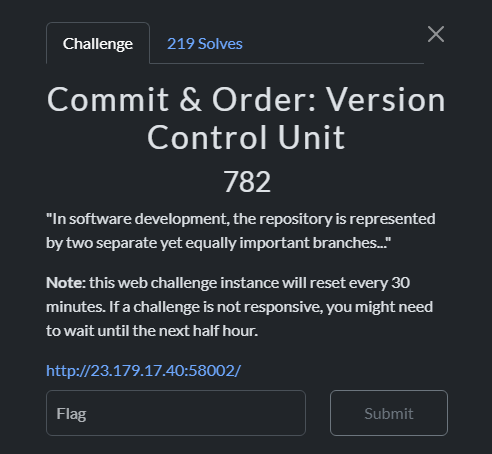 Challenge
219 Solves
Commit & Order: Version
Control Unit
782
"In software development, the repository is represented
by two separate yet equally important branches..."
Note: this web challenge instance will reset every 30
minutes. If a challenge is not responsive, you might need
to wait until the next half hour.
http://23.179.17.40:58002/
Flag
Submit